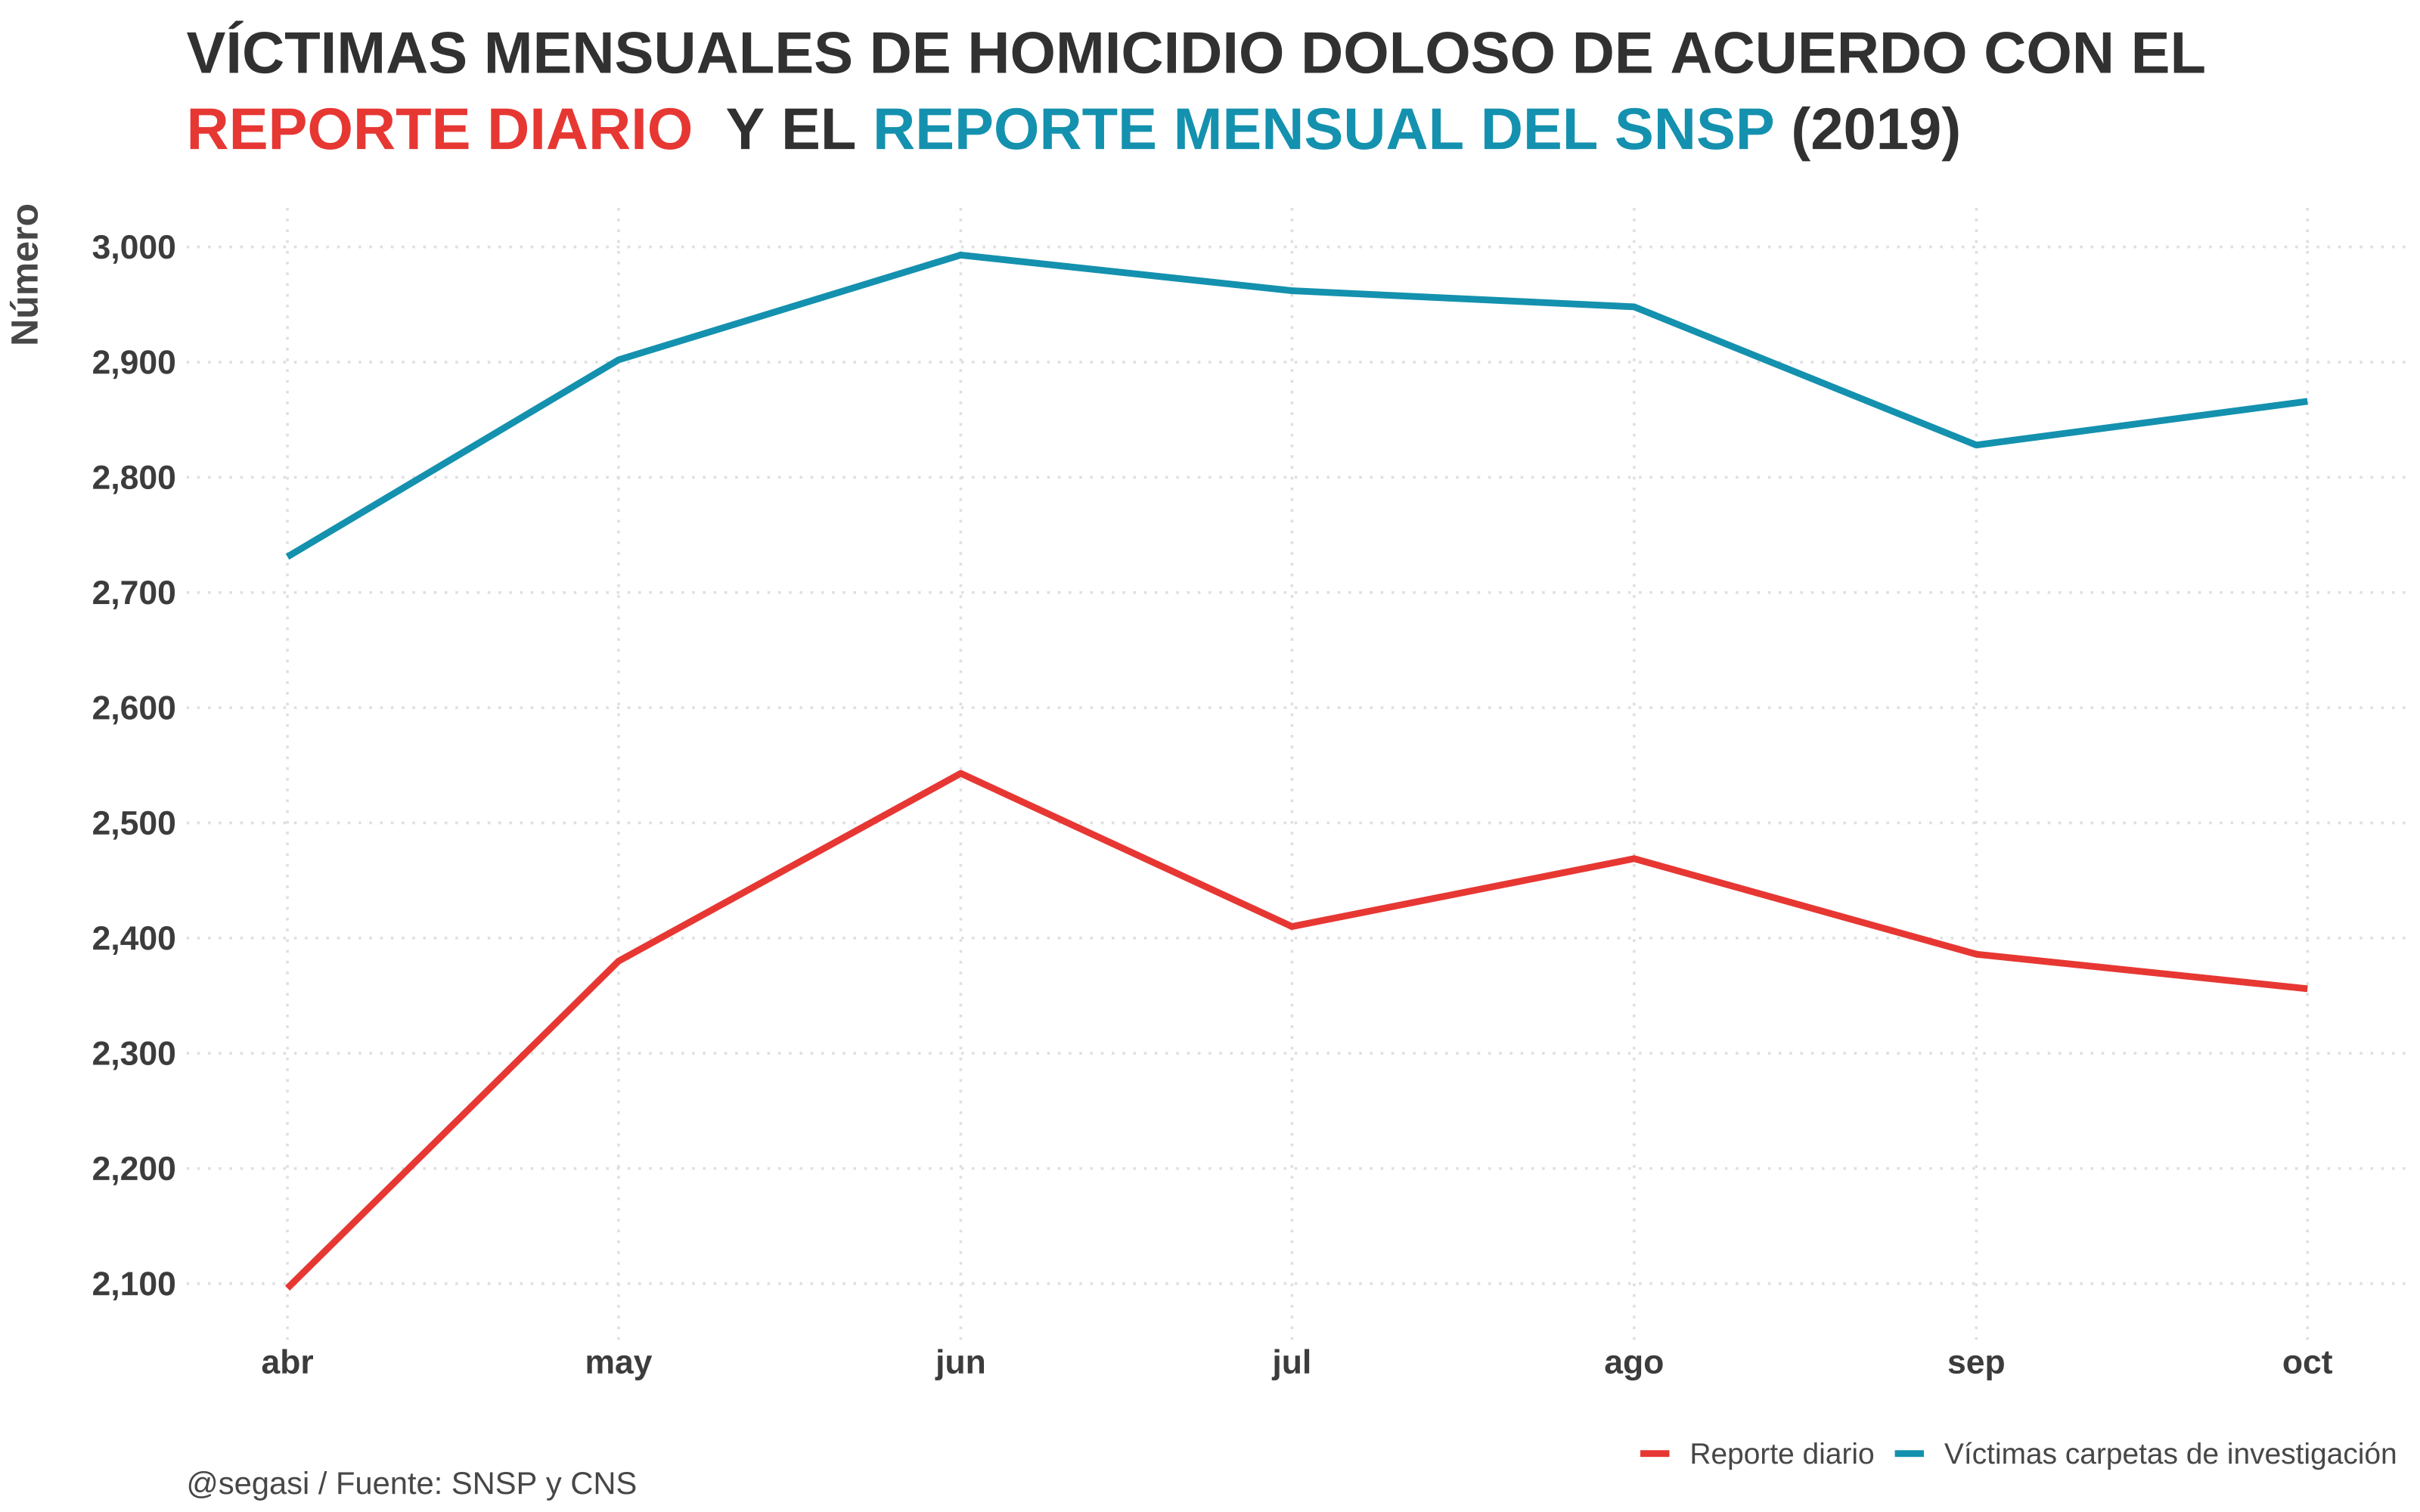 VÍCTIMAS MENSUALES DE HOMICIDIO DOLOSO DE ACUERDO CON EL
REPORTE DIARIO Y EL REPORTE MENSUAL DEL SNSP (2019)
Número
3,000
2,900
2,800
2,700
2,600
2,500
2,400
2,300
2,200
2,100
abr may jun jul ago sep oct
Reporte diario Víctimas carpetas de investigación
@segasi / Fuente: SNSP y CNS